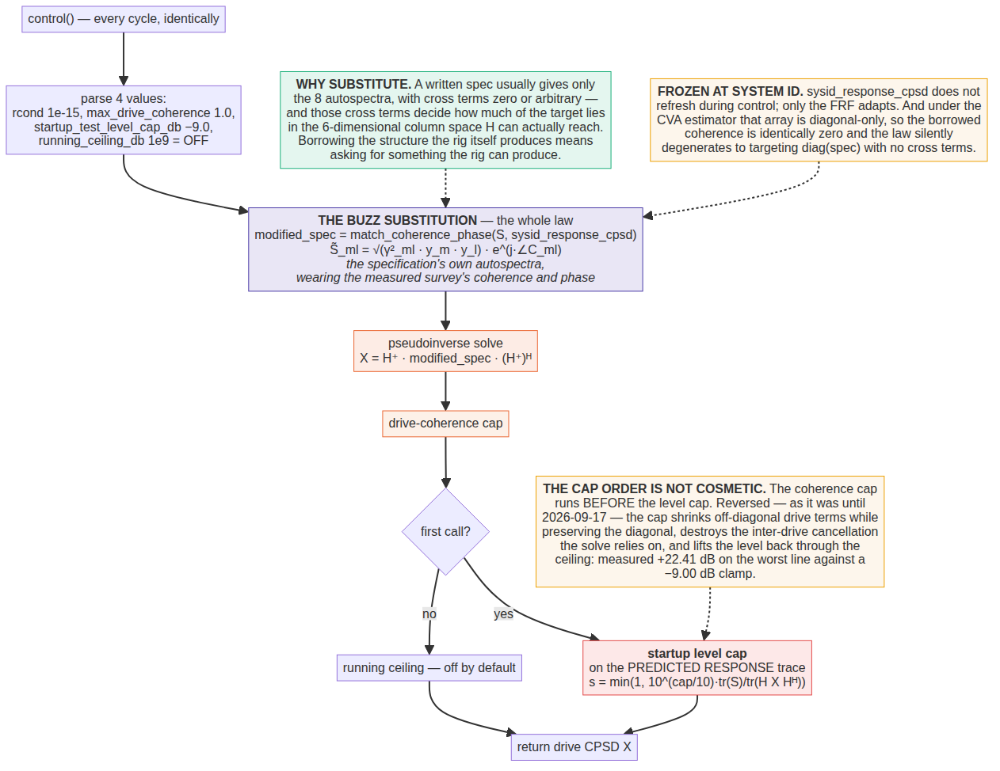 control() — every cycle, identically
parse 4 values:
rcond 1e-15, max_drive_coherence 1.0,
startup_test_level_cap_db −9.0,
running_ceiling_db 1e9 = OFF
WHY SUBSTITUTE. A written spec usually gives only
the 8 autospectra, with cross terms zero or arbitrary —
and those cross terms decide how much of the target lies
in the 6-dimensional column space H can actually reach.
Borrowing the structure the rig itself produces means
asking for something the rig can produce.
FROZEN AT SYSTEM ID. sysid_response_cpsd does not
refresh during control; only the FRF adapts. And under the
CVA estimator that array is diagonal-only, so the borrowed
coherence is identically zero and the law silently
degenerates to targeting diag(spec) with no cross terms.
THE BUZZ SUBSTITUTION — the whole law
modified_spec = match_coherence_phase(S, sysid_response_cpsd)
S̃_ml = √(γ²_ml · y_m · y_l) · e^(j·∠C_ml)
the specification's own autospectra,
wearing the measured survey's coherence and phase
pseudoinverse solve
X = H⁺ · modified_spec · (H⁺)ᴴ
drive-coherence cap
first call?
THE CAP ORDER IS NOT COSMETIC. The coherence cap
runs BEFORE the level cap. Reversed — as it was until
2026-09-17 — the cap shrinks off-diagonal drive terms while
preserving the diagonal, destroys the inter-drive cancellation
the solve relies on, and lifts the level back through the
ceiling: measured +22.41 dB on the worst line against a
−9.00 dB clamp.
no
yes
running ceiling — off by default
startup level cap
on the PREDICTED RESPONSE trace
s = min(1, 10^(cap/10)·tr(S)/tr(H X Hᴴ))
return drive CPSD X